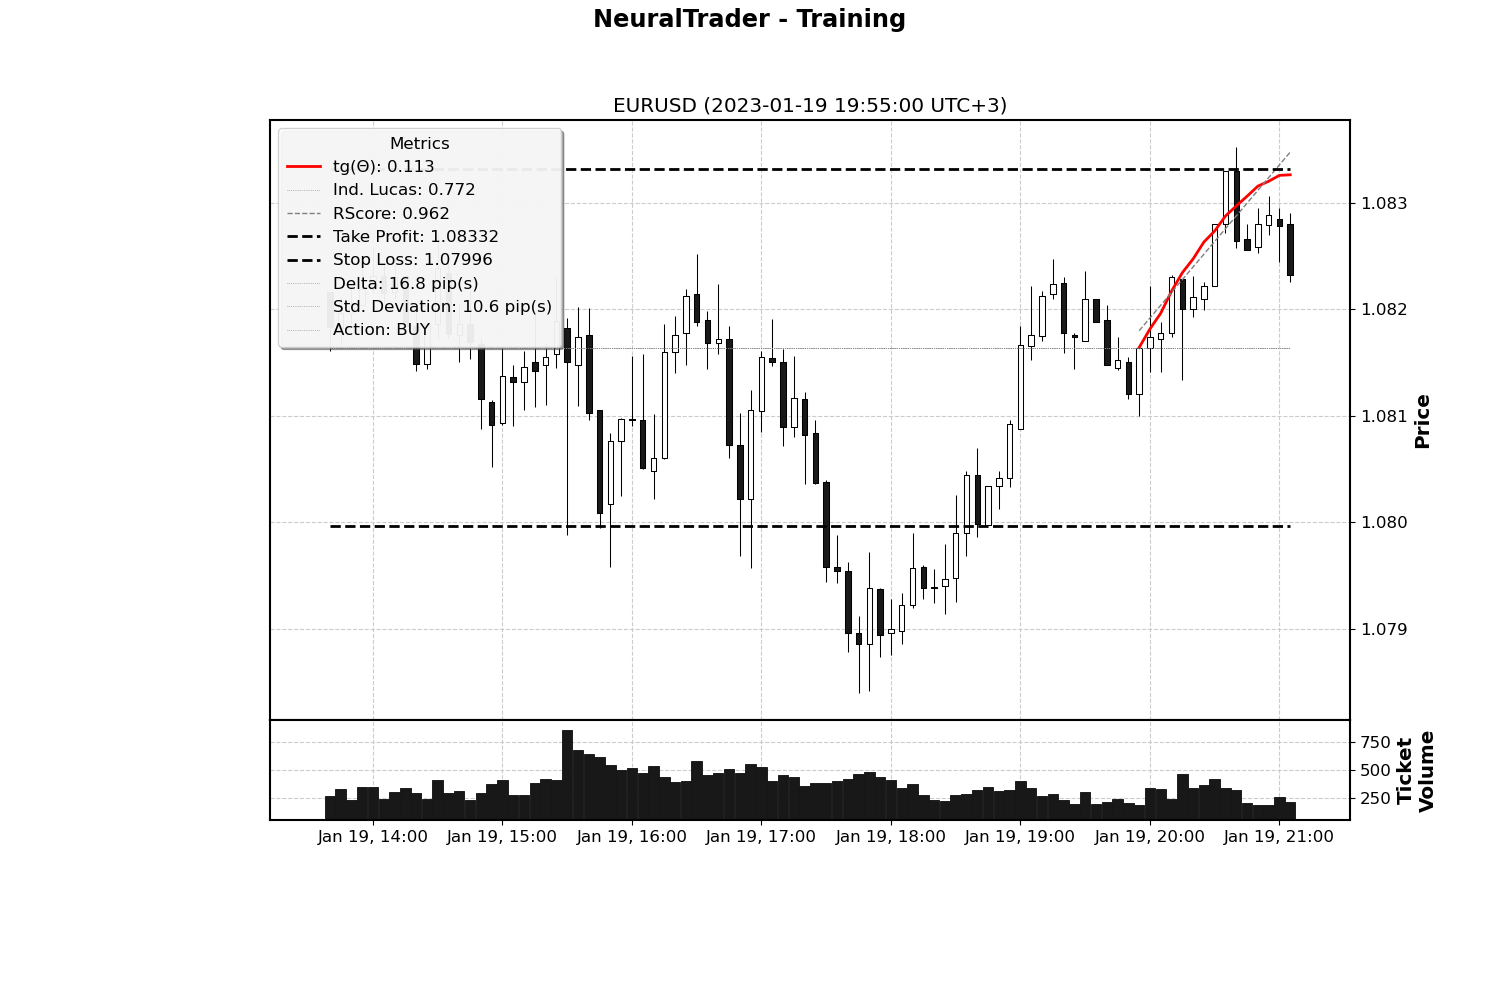 NeuralTrader - Training
EURUSD (2023-01-19 19:55:00 UTC+3)
Metrics
tg(Θ): 0.113
Ind. Lucas: 0.772
RScore: 0.962
Take Profit: 1.08332
Stop Loss: 1.07996
Delta: 16.8 pip(s)
Std. Deviation: 10.6 pip(s)
Action: BUY
1.083
1.082
1.081
1.080
1.079
Price
750
500
250
Ticket
Volume
Jan 19, 14:00 Jan 19, 15:00 Jan 19, 16:00 Jan 19, 17:00 Jan 19, 18:00 Jan 19, 19:00 Jan 19, 20:00 Jan 19, 21:00